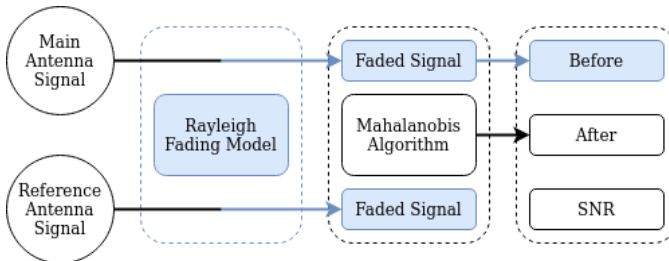 Main
Antenna
Signal
Faded Signal
Before
Rayleigh
Fading Model
Mahalanobis
Algorithm
After
Reference
Antenna
Signal
Faded Signal
SNR